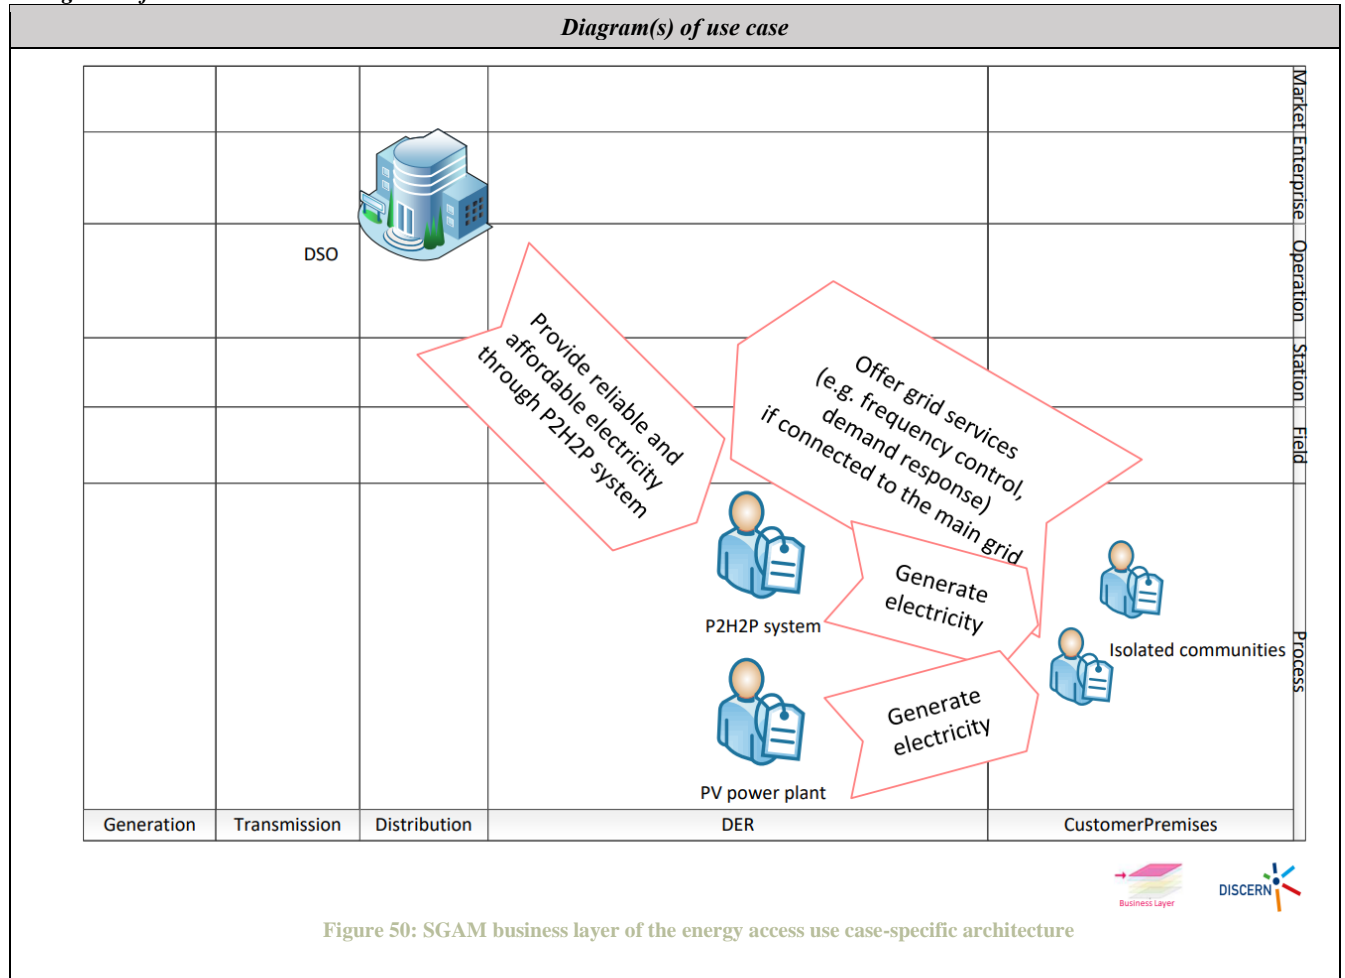 Diagram(s) of use case
Market
Enterprise
Operation
Station
Field
Process
DSO
Provide reliable and
affordable electricity
through P2H2P system
Offer grid services
(e.g. frequency control,
demand response)
if connected to the main grid
Generate
electricity
P2H2P system
Isolated communities
Generate
electricity
PV power plant
Generation
Transmission
Distribution
DER
CustomerPremises
Business Layer
DISCERN
Figure 50: SGAM business layer of the energy access use case-specific architecture